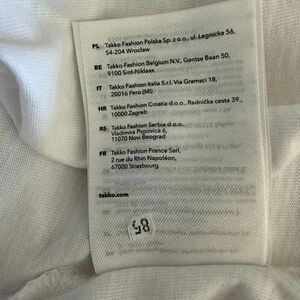 PL Takko Fashion Polska Sp. z o.o., ul. Legnicka 56,
54-204 Wrocław
BE Takko Fashion Belgium N.V., Gentse Baan 50,
9100 Sint-Niklaas
IT Takko Fashion Italia S.r.l. Via Gramsci 18,
20016 Pero (MI)
HR Takko Fashion Croatia d.o.o., Radnička cesta 39.,
10000 Zagreb
RS Takko Fashion Serbia d.o.o.
Vladimira Popovića 6,
11070 Novi Beograd
FR Takko Fashion France Sarl,
2 rue du Rhin Napoléon,
67000 Strasbourg
takko.com
85